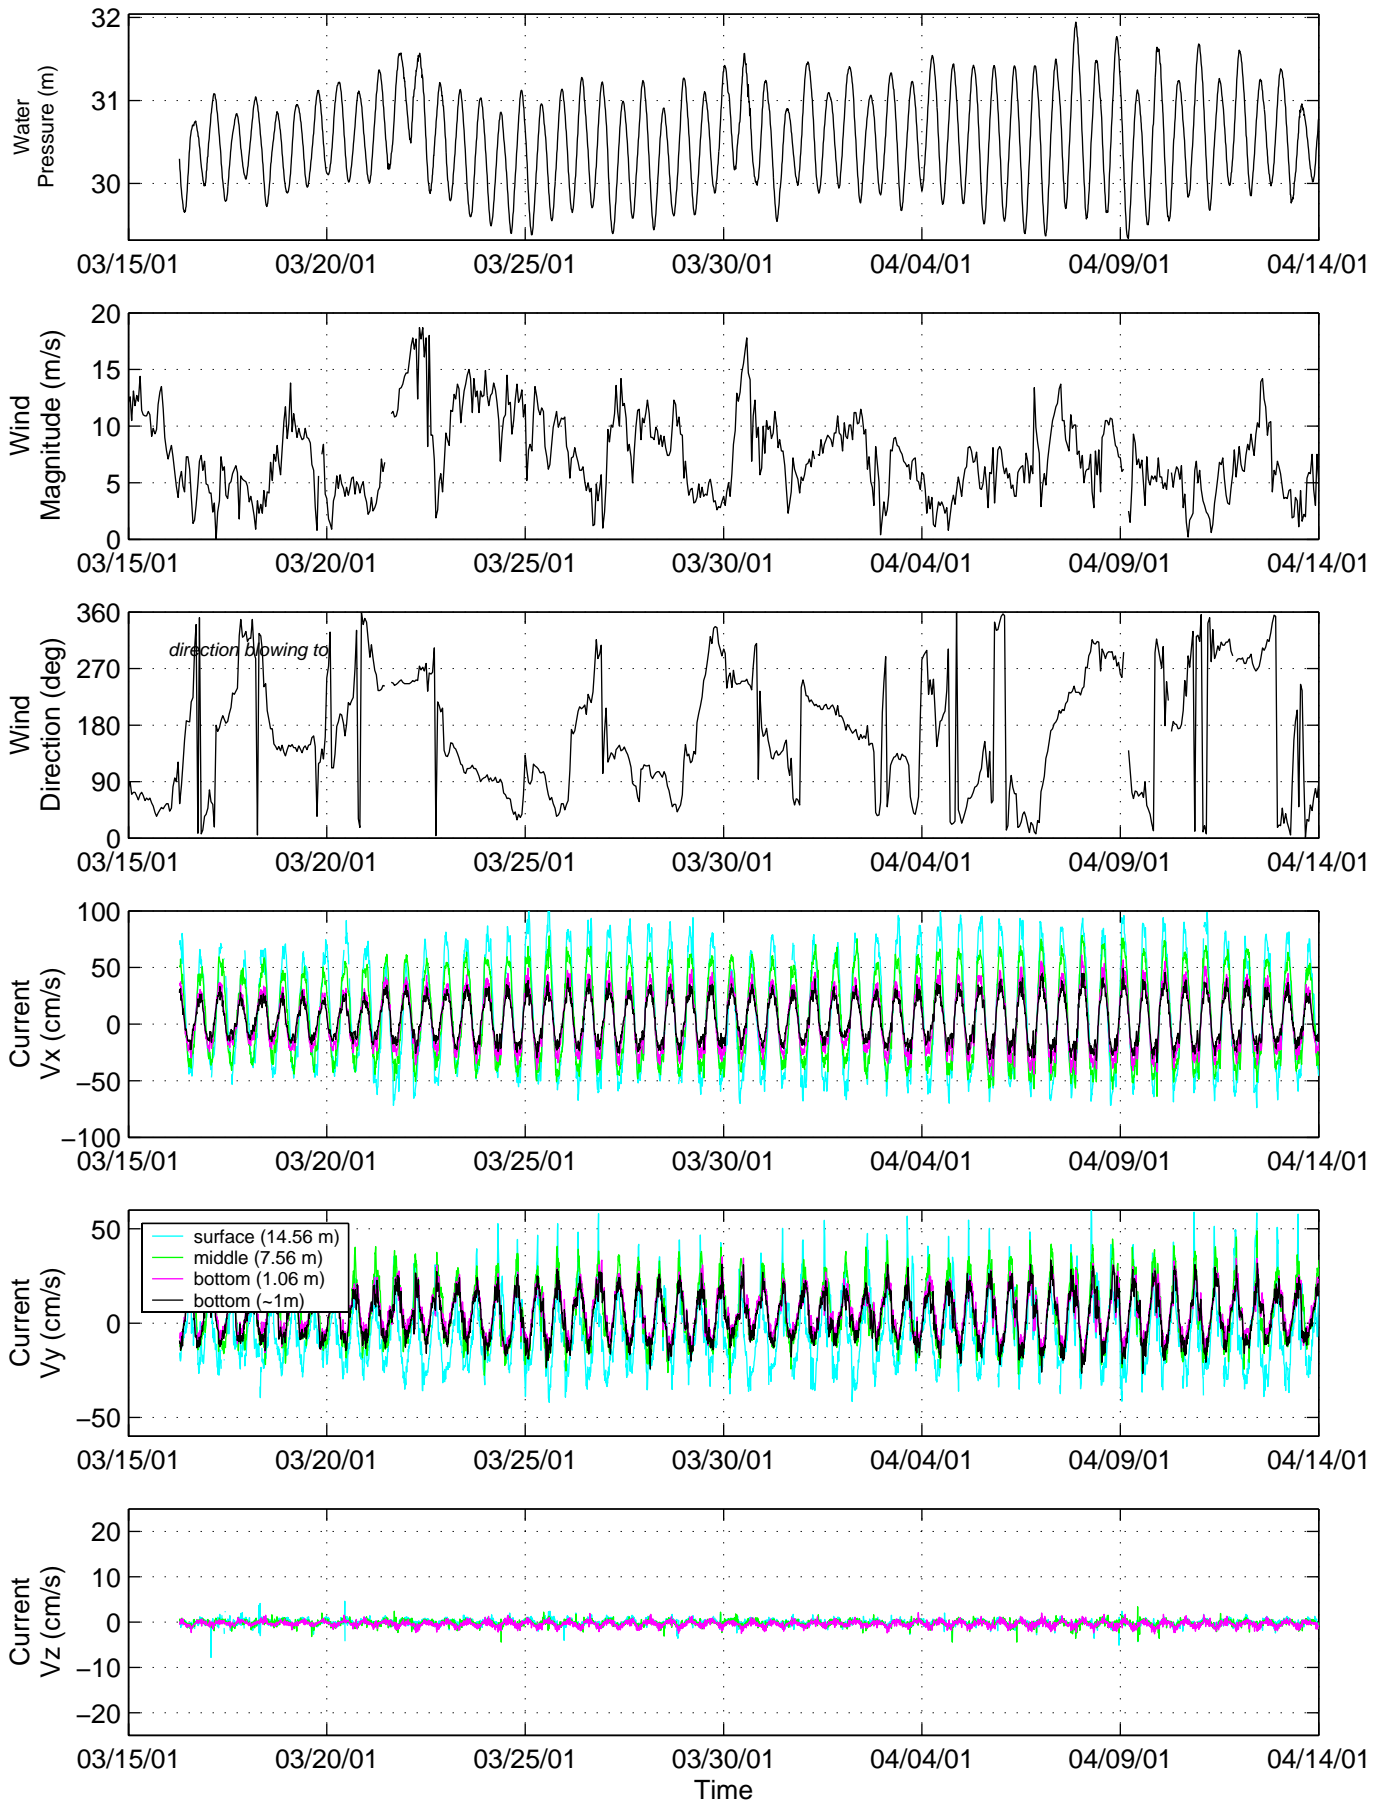 32
31
30
Water
Pressure (m)
03/15/01 03/20/01 03/25/01 03/30/01 04/04/01 04/09/01 04/14/01
20
15
10
5
0
Wind
Magnitude (m/s)
03/15/01 03/20/01 03/25/01 03/30/01 04/04/01 04/09/01 04/14/01
360
270
180
90
0
Wind
Direction (deg)
direction blowing to
03/15/01 03/20/01 03/25/01 03/30/01 04/04/01 04/09/01 04/14/01
100
50
0
−50
−100
Current
Vx (cm/s)
03/15/01 03/20/01 03/25/01 03/30/01 04/04/01 04/09/01 04/14/01
50
0
−50
Current
Vy (cm/s)
surface (14.56 m)
middle (7.56 m)
bottom (1.06 m)
bottom (~1m)
03/15/01 03/20/01 03/25/01 03/30/01 04/04/01 04/09/01 04/14/01
20
10
0
−10
−20
Current
Vz (cm/s)
03/15/01 03/20/01 03/25/01 03/30/01 04/04/01 04/09/01 04/14/01
Time